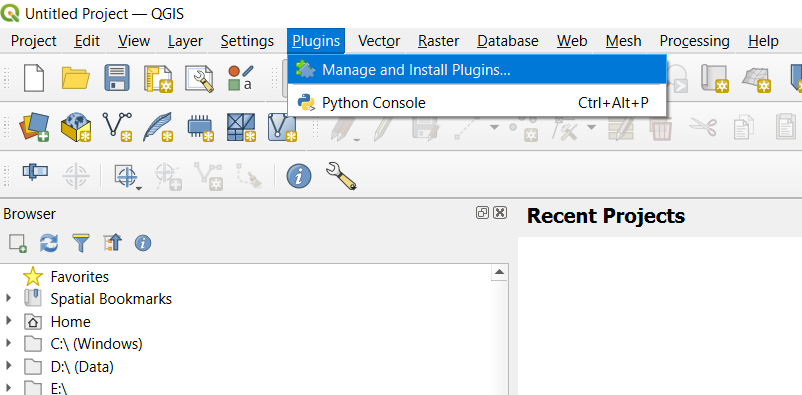 Untitled Project — QGIS
Project Edit View Layer Settings Plugins Vector Raster Database Web Mesh Processing Help
Manage and Install Plugins...
Python Console Ctrl+Alt+P
Browser
Recent Projects
Favorites
Spatial Bookmarks
Home
C:\ (Windows)
D:\ (Data)
E:\